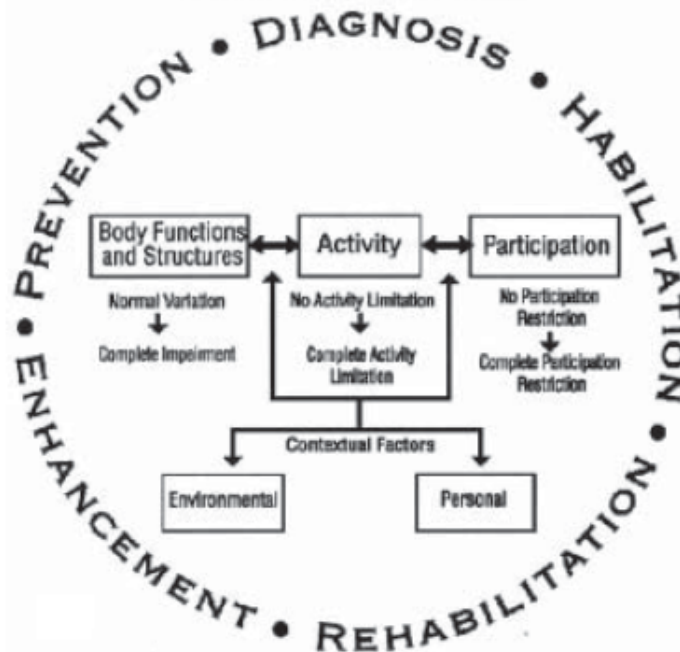 PREVENTION • DIAGNOSIS • HABILITATION • REHABILITATION • ENHANCEMENT •
Body Functions
and Structures
Activity
Participation
Normal Variation
Complete Impairment
No Activity Limitation
Complete Activity
Limitation
No Participation
Restriction
Complete Participation
Restriction
Contextual Factors
Environmental
Personal